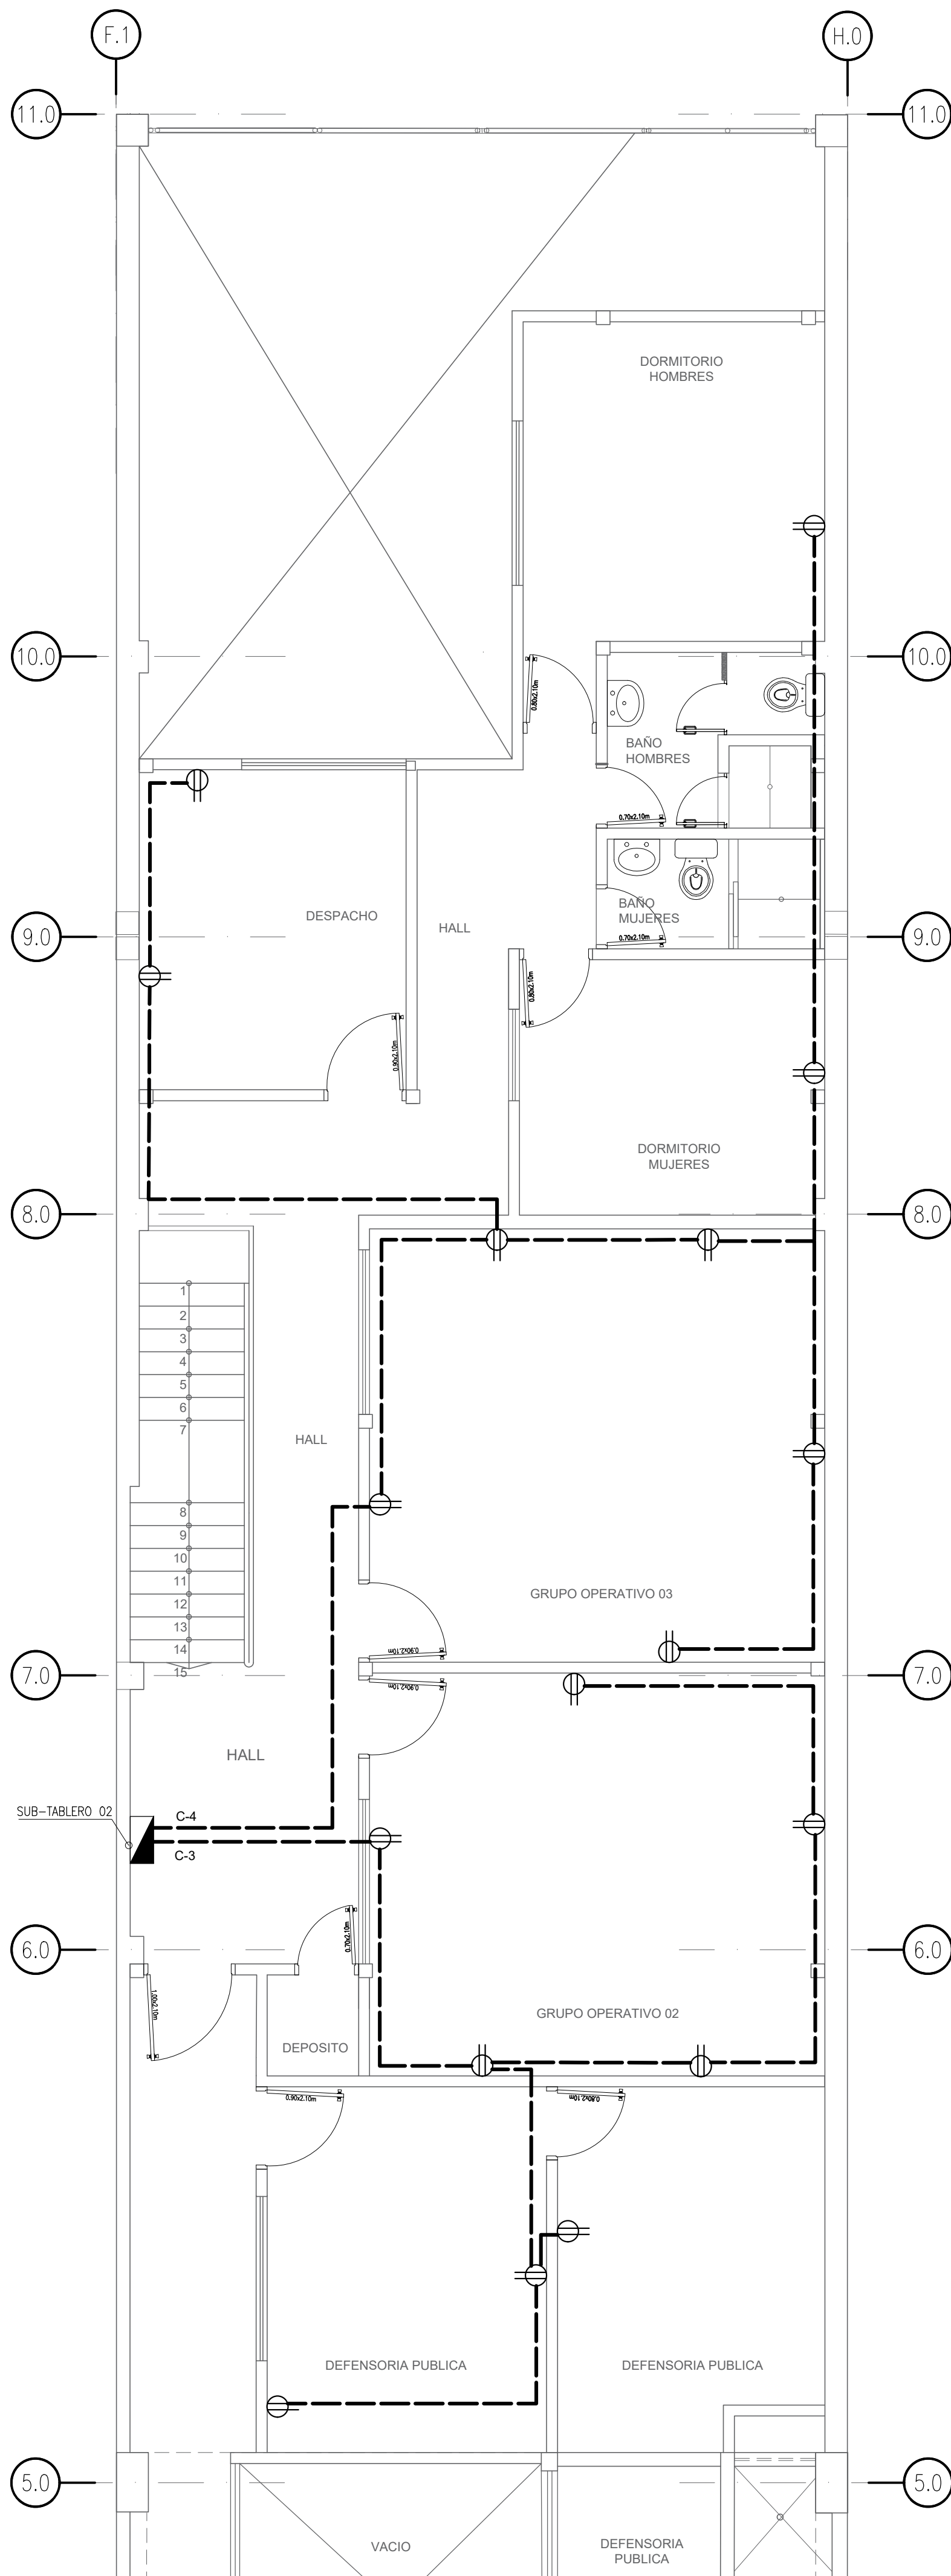 F.1
H.0
11.0
11.0
DORMITORIO
HOMBRES
10.0
10.0
0.80x2.10m
BAÑO
HOMBRES
0.70x2.10m
DESPACHO
HALL
BAÑO
MUJERES
0.70x2.10m
9.0
9.0
0.80x2.10m
0.90x2.10m
DORMITORIO
MUJERES
8.0
8.0
1
2
3
4
5
6
7
HALL
8
9
10
11
12
13
14
15
GRUPO OPERATIVO 03
0.90x2.10m
7.0
7.0
0.90x2.10m
HALL
SUB-TABLERO 02
C-4
C-3
0.70x2.10m
6.0
6.0
1.00x2.10m
GRUPO OPERATIVO 02
DEPOSITO
0.90x2.10m
0.80x2.10m
DEFENSORIA PUBLICA
DEFENSORIA PUBLICA
5.0
5.0
VACIO
DEFENSORIA
PUBLICA